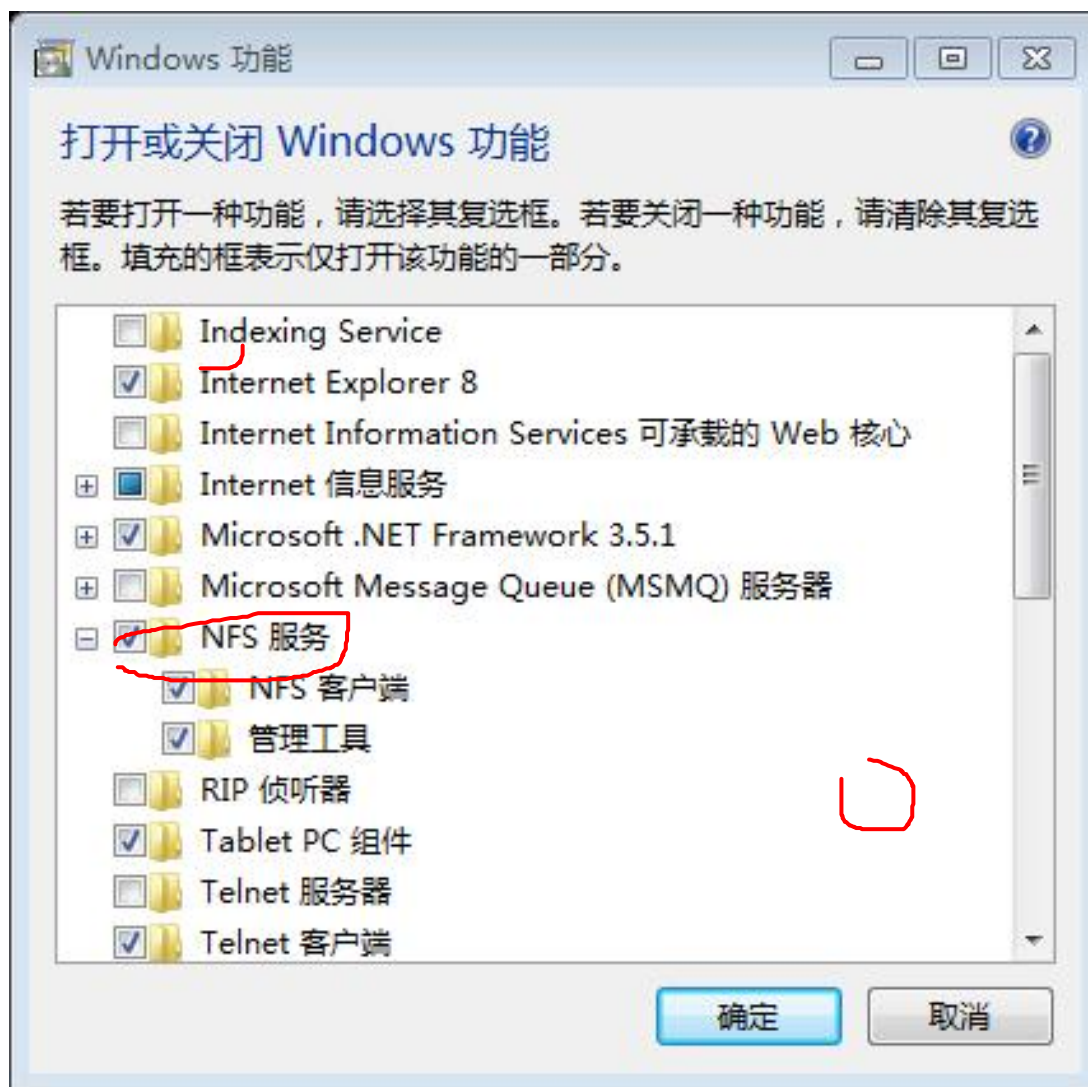 Windows 功能
打开或关闭 Windows 功能
若要打开一种功能，请选择其复选框。若要关闭一种功能，请清除其复选
框。填充的框表示仅打开该功能的一部分。
Indexing Service
Internet Explorer 8
Internet Information Services 可承载的 Web 核心
Internet 信息服务
Microsoft .NET Framework 3.5.1
Microsoft Message Queue (MSMQ) 服务器
NFS 服务
NFS 客户端
管理工具
RIP 侦听器
Tablet PC 组件
Telnet 服务器
Telnet 客户端
确定 取消